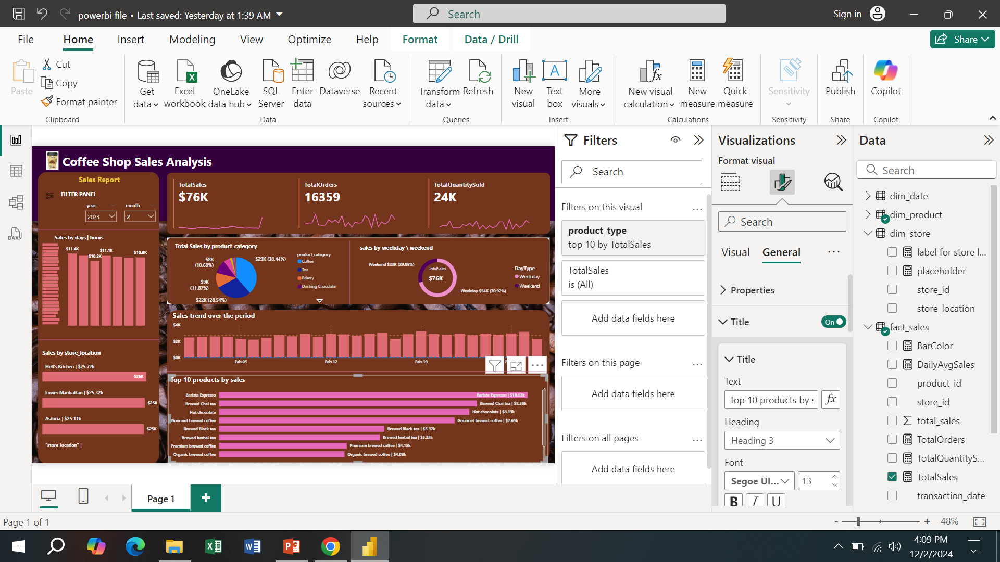 powerbi file • Last saved: Yesterday at 1:39 AM
Search
Sign in
File
Home
Insert
Modeling
View
Optimize
Help
Format
Data / Drill
Share
Paste
Cut
Copy
Format painter
Clipboard
Get data
Excel workbook
OneLake data hub
SQL Server
Enter data
Dataverse
Recent sources
Data
Transform data
Refresh
Queries
New visual
Text box
More visuals
Insert
New visual calculation
New measure
Quick measure
Calculations
Sensitivity
Sensitivity
Publish
Share
Copilot
Copilot
DAX
Coffee Shop Sales Analysis
Sales Report
FILTER PANEL
year
month
2023
2
Sales by days | hours
$11.4K
$10.2K
$11.1K
$10.8K
Sales by store_location
Hell's Kitchen | $25.72k
$26K
Lower Manhattan | $25.32k
$25K
Astoria | $25.11k
$25K
"store_location" |
TotalSales
$76K
TotalOrders
16359
TotalQuantitySold
24K
Total Sales by product_category
$8K
(10.68%)
$29K (38.44%)
$9K
(11.87%)
$22K (28.54%)
product_category
Coffee
Tea
Bakery
Drinking Chocolate
sales by weekday \ weekend
Weekend $22K (29.08%)
TotalSales
$76K
Weekday $54K (70.92%)
DayType
Weekday
Weekend
Sales trend over the period
$4K
$2K
$0K
Feb 05
Feb 12
Feb 19
Top 10 products by sales
Barista Espresso
Barista Espresso | $10.03k
Brewed Chai tea
Brewed Chai tea | $8.38k
Hot chocolate
Hot chocolate | $8.13k
Gourmet brewed coffee
Gourmet brewed coffee | $7.65k
Brewed Black tea
Brewed Black tea | $5.37k
Brewed herbal tea
Brewed herbal tea | $5.23k
Premium brewed coffee
Premium brewed coffee | $4.15k
Organic brewed coffee
Organic brewed coffee | $4.08k
Filters
Search
Filters on this visual
product_type
top 10 by TotalSales
TotalSales
is (All)
Add data fields here
Filters on this page
Add data fields here
Filters on all pages
Add data fields here
Visualizations
Format visual
Search
Visual
General
Properties
Title
On
Title
Text
Top 10 products by
fx
Heading
Heading 3
Font
Segoe UI...
13
B
I
U
Data
Search
dim_date
dim_product
dim_store
label for store l...
placeholder
store_id
store_location
fact_sales
BarColor
DailyAvgSales
product_id
store_id
total_sales
TotalOrders
TotalQuantityS...
TotalSales
transaction_date
Page 1
+
Page 1 of 1
-
+
48%
4:09 PM
12/2/2024